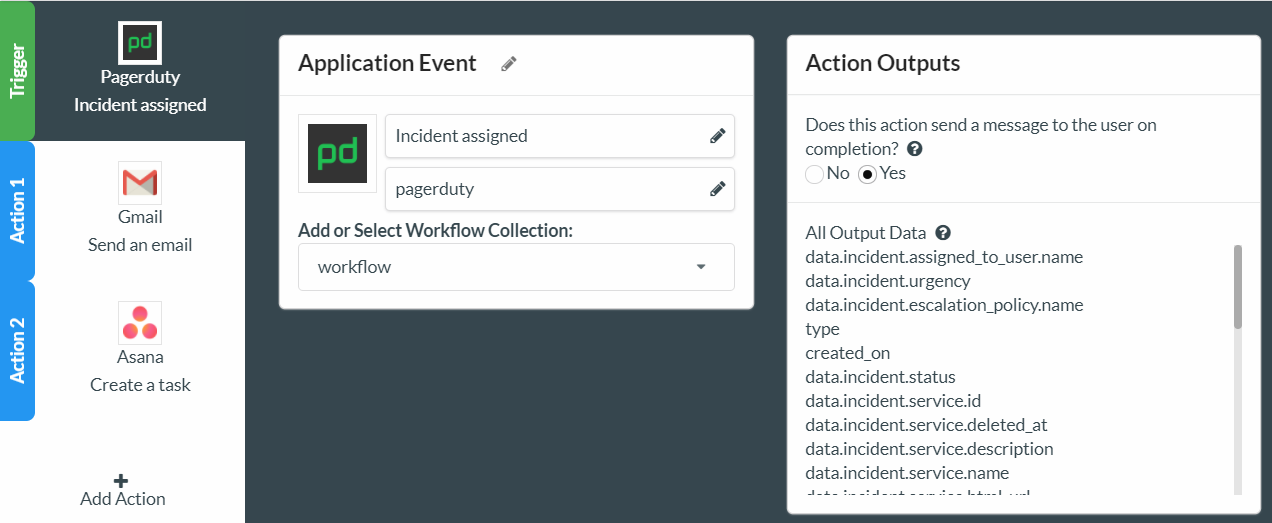 Trigger
pd
Pagerduty
Incident assigned
Action 1
Gmail
Send an email
Action 2
Asana
Create a task
Add Action
Application Event
pd
Incident assigned
pagerduty
Add or Select Workflow Collection:
workflow
Action Outputs
Does this action send a message to the user on
completion?
No Yes
All Output Data
data.incident.assigned_to_user.name
data.incident.urgency
data.incident.escalation_policy.name
type
created_on
data.incident.status
data.incident.service.id
data.incident.service.deleted_at
data.incident.service.description
data.incident.service.name
data.incident.service.html_url